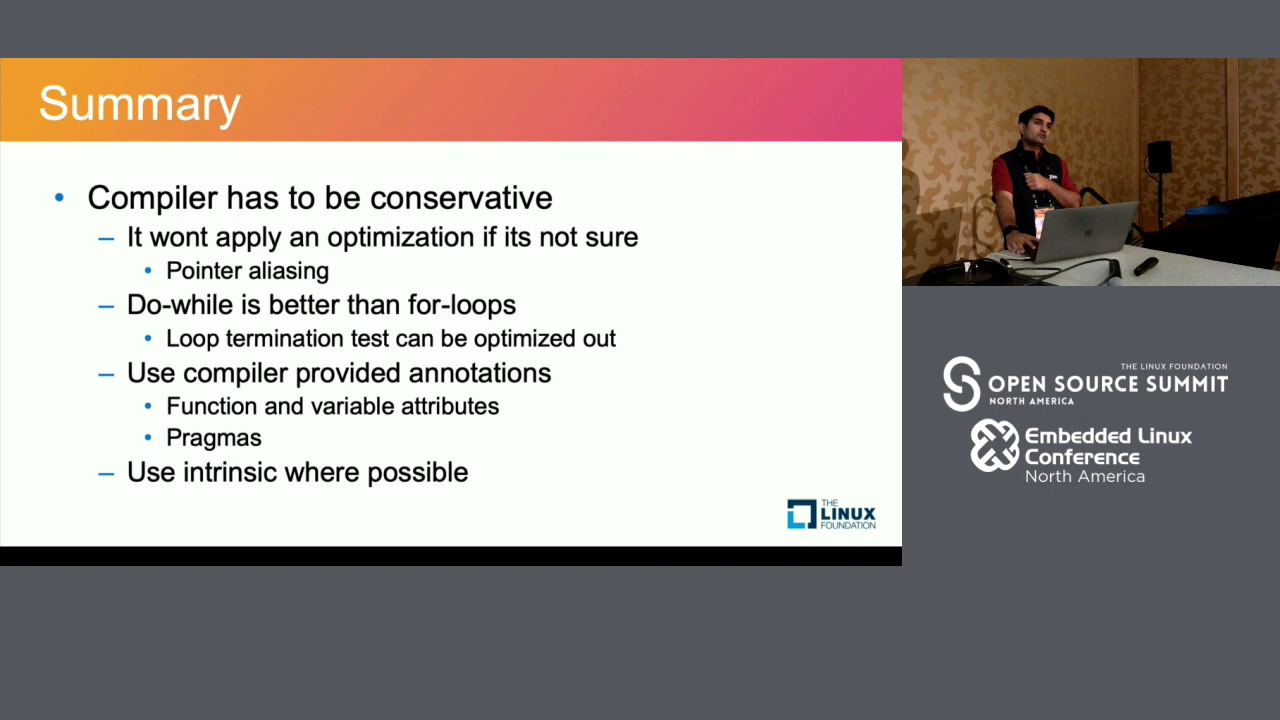 Summary
• Compiler has to be conservative
– It wont apply an optimization if its not sure
• Pointer aliasing
– Do-while is better than for-loops
• Loop termination test can be optimized out
– Use compiler provided annotations
• Function and variable attributes
• Pragmas
– Use intrinsic where possible
THE
LINUX
FOUNDATION
THE LINUX FOUNDATION
OPEN SOURCE SUMMIT
NORTH AMERICA
Embedded Linux
Conference
North America